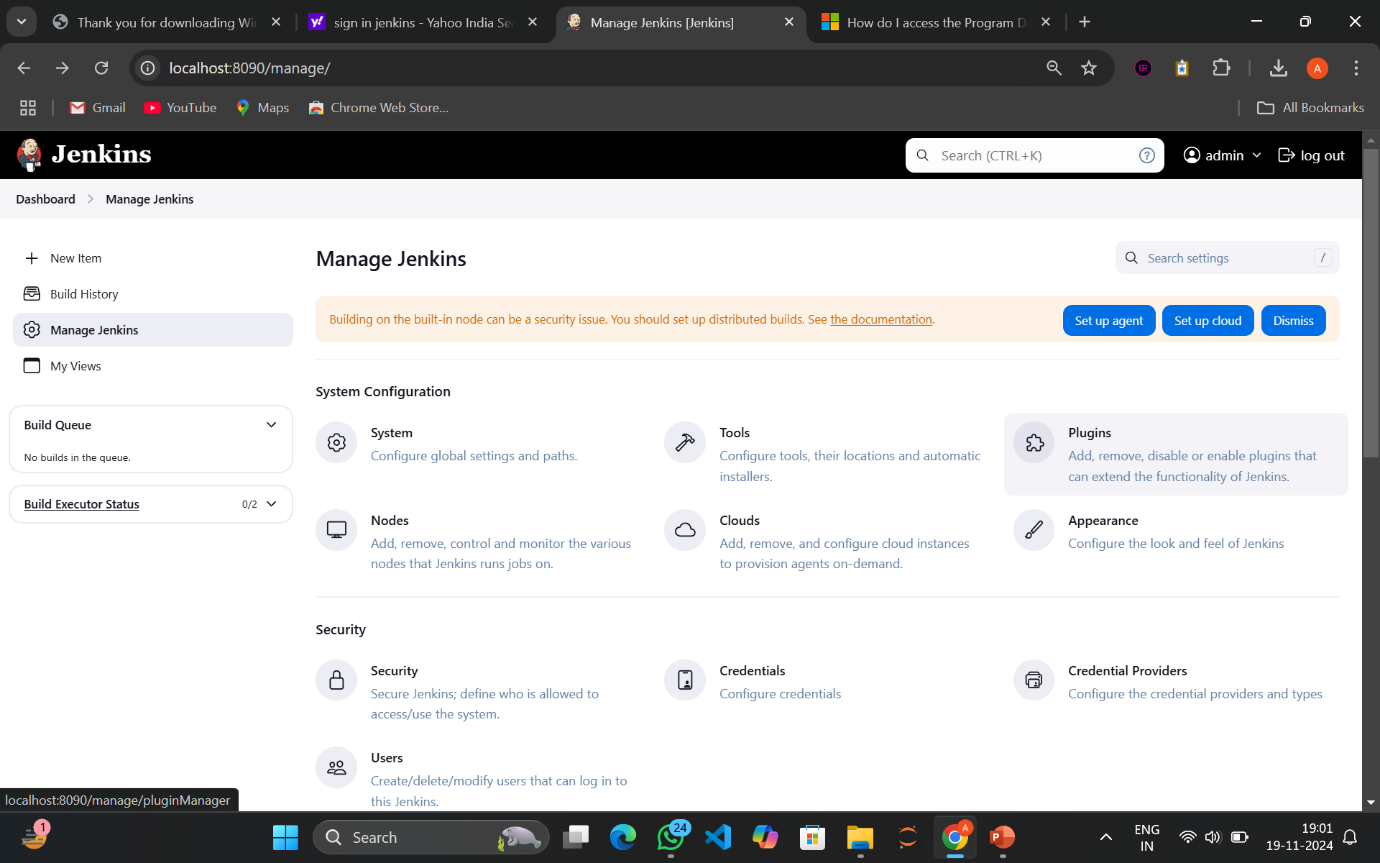 Thank you for downloading Wir
sign in jenkins - Yahoo India Se
Manage Jenkins [Jenkins]
How do I access the Program D
localhost:8090/manage/
A
Gmail
YouTube
Maps
Chrome Web Store...
All Bookmarks
Jenkins
Search (CTRL+K)
?
admin
log out
Dashboard > Manage Jenkins
New Item
Build History
Manage Jenkins
My Views
Build Queue
No builds in the queue.
Build Executor Status
0/2
Manage Jenkins
Search settings
/
Building on the built-in node can be a security issue. You should set up distributed builds. See the documentation.
Set up agent
Set up cloud
Dismiss
System Configuration
System
Configure global settings and paths.
Tools
Configure tools, their locations and automatic
installers.
Plugins
Add, remove, disable or enable plugins that
can extend the functionality of Jenkins.
Nodes
Add, remove, control and monitor the various
nodes that Jenkins runs jobs on.
Clouds
Add, remove, and configure cloud instances
to provision agents on-demand.
Appearance
Configure the look and feel of Jenkins
Security
Security
Secure Jenkins; define who is allowed to
access/use the system.
Credentials
Configure credentials
Credential Providers
Configure the credential providers and types
Users
Create/delete/modify users that can log in to
this Jenkins.
localhost:8090/manage/pluginManager
1
Search
24
A
ENG
IN
19:01
19-11-2024